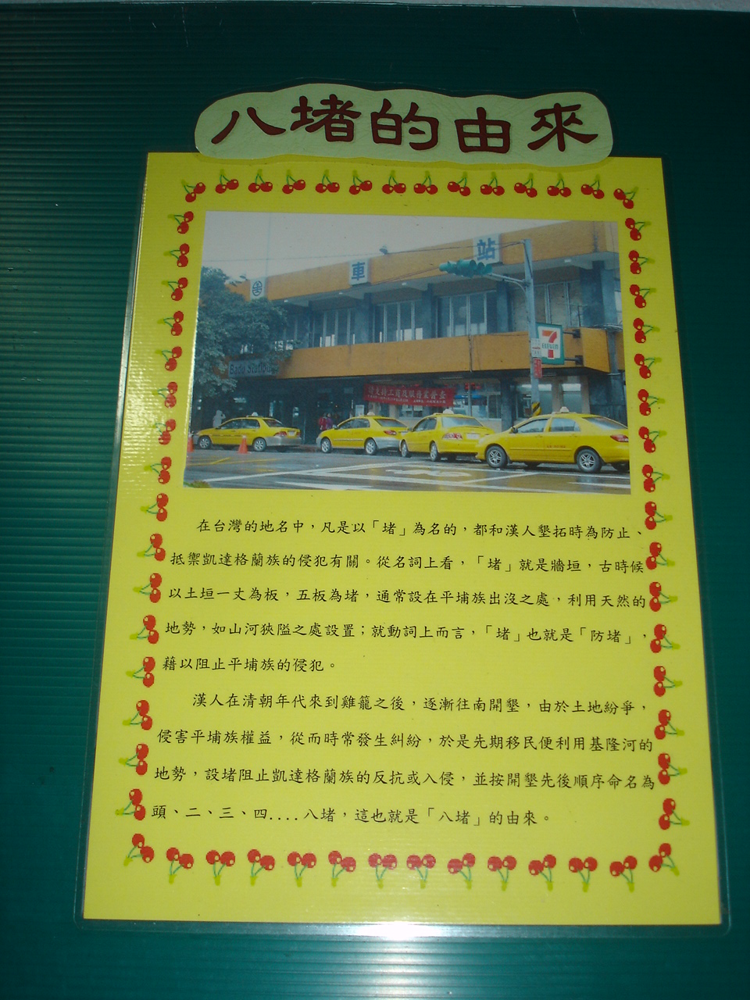 八堵的由來
車
站
7
Badu Station
在台灣的地名中，凡是以「堵」為名的，都和漢人墾拓時為防止、
抵禦凱達格蘭族的侵犯有關。從名詞上看，「堵」就是牆垣，古時候
以土垣一丈為板，五板為堵，通常設在平埔族出沒之處，利用天然的
地勢，如山河狹隘之處設置；就動詞上而言，「堵」也就是「防堵」，
藉以阻止平埔族的侵犯。
漢人在清朝年代來到雞籠之後，逐漸往南開墾，由於土地紛爭，
侵害平埔族權益，從而時常發生糾紛，於是先期移民便利用基隆河的
地勢，設堵阻止凱達格蘭族的反抗或入侵，並按開墾先後順序命名為
頭、二、三、四....八堵，這也就是「八堵」的由來。